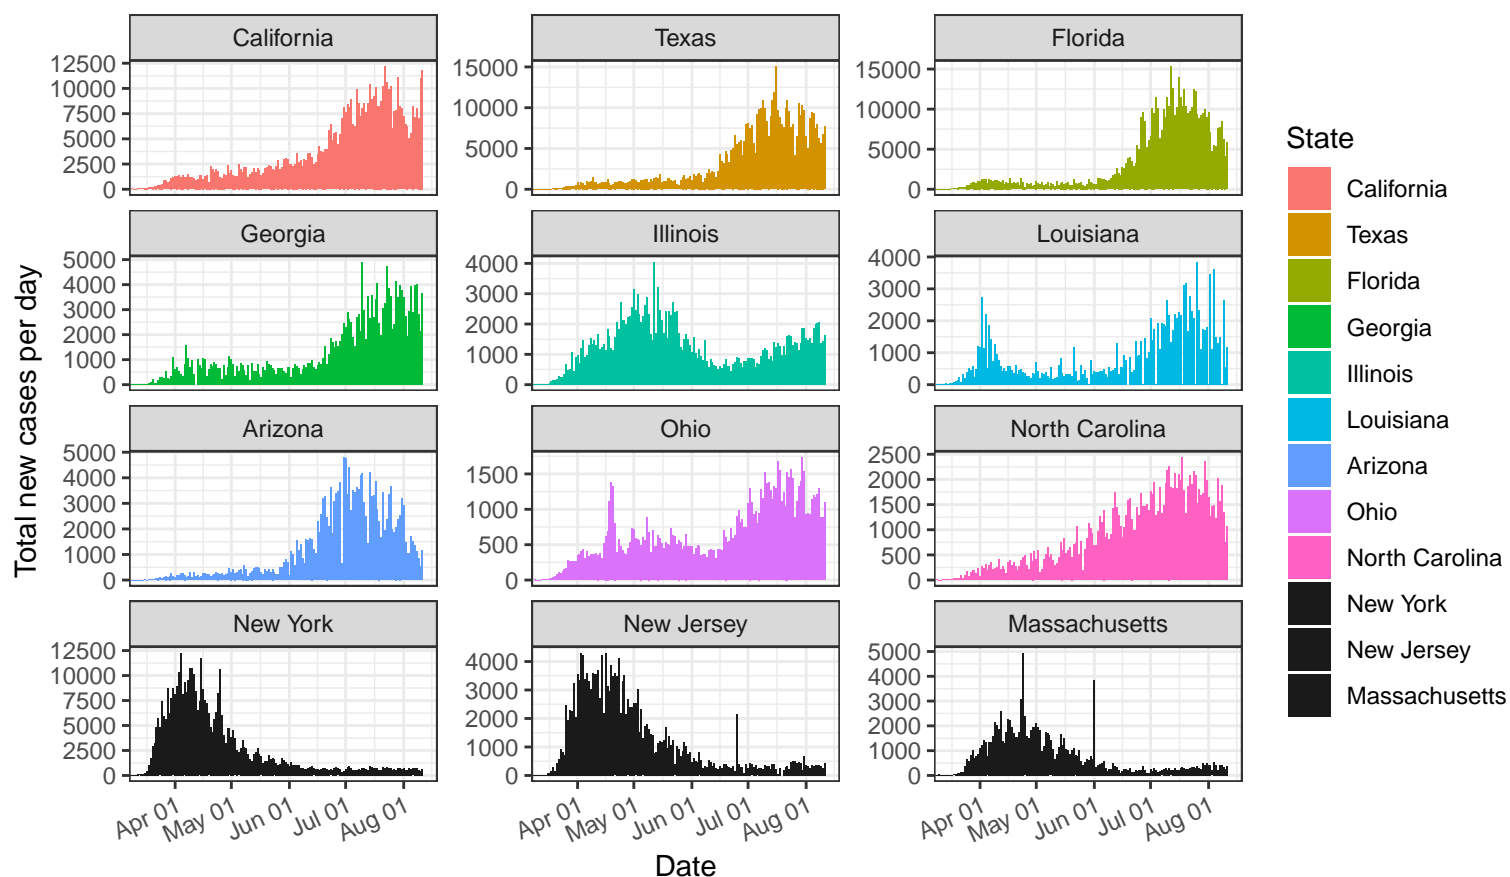 California
Texas
Florida
12500
10000
7500
5000
2500
0
15000
10000
5000
0
15000
10000
5000
0
Georgia
Illinois
Louisiana
5000
4000
3000
2000
1000
0
4000
3000
2000
1000
0
4000
3000
2000
1000
0
Arizona
Ohio
North Carolina
5000
4000
3000
2000
1000
0
1500
1000
500
0
2500
2000
1500
1000
500
0
New York
New Jersey
Massachusetts
12500
10000
7500
5000
2500
0
4000
3000
2000
1000
0
5000
4000
3000
2000
1000
0
Apr 01
May 01
Jun 01
Jul 01
Aug 01
Apr 01
May 01
Jun 01
Jul 01
Aug 01
Apr 01
May 01
Jun 01
Jul 01
Aug 01
Date
Total new cases per day
State
California
Texas
Florida
Georgia
Illinois
Louisiana
Arizona
Ohio
North Carolina
New York
New Jersey
Massachusetts